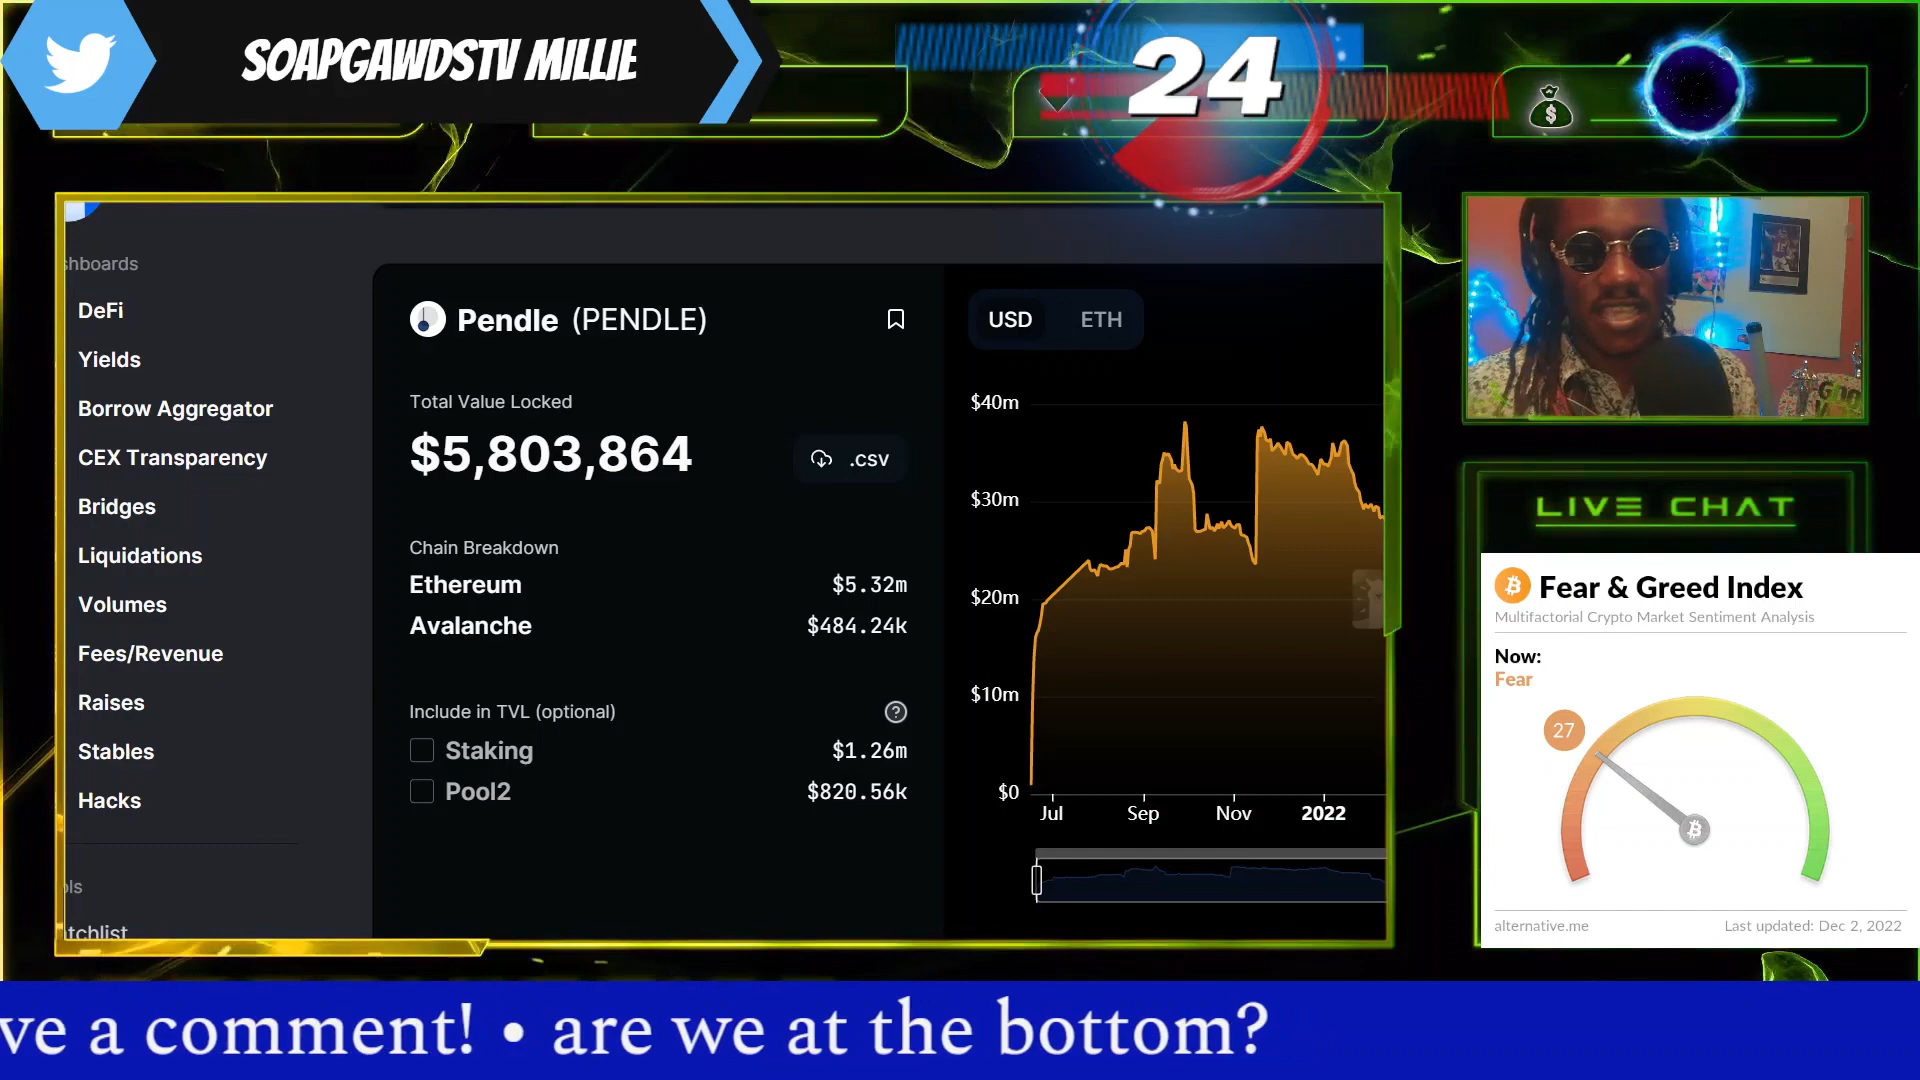 SOAPGAWDSTV MILLIE
24
$
shboards
DeFi
Yields
Borrow Aggregator
CEX Transparency
Bridges
Liquidations
Volumes
Fees/Revenue
Raises
Stables
Hacks
ols
atchlist
Pendle (PENDLE)
Total Value Locked
$5,803,864
.csv
Chain Breakdown
Ethereum $5.32m
Avalanche $484.24k
Include in TVL (optional) ?
Staking $1.26m
Pool2 $820.56k
USD ETH
$40m
$30m
$20m
$10m
$0
Jul Sep Nov 2022
LIVE CHAT
Fear & Greed Index
Multifactorial Crypto Market Sentiment Analysis
Now:
Fear
27
alternative.me Last updated: Dec 2, 2022
ve a comment! • are we at the bottom?